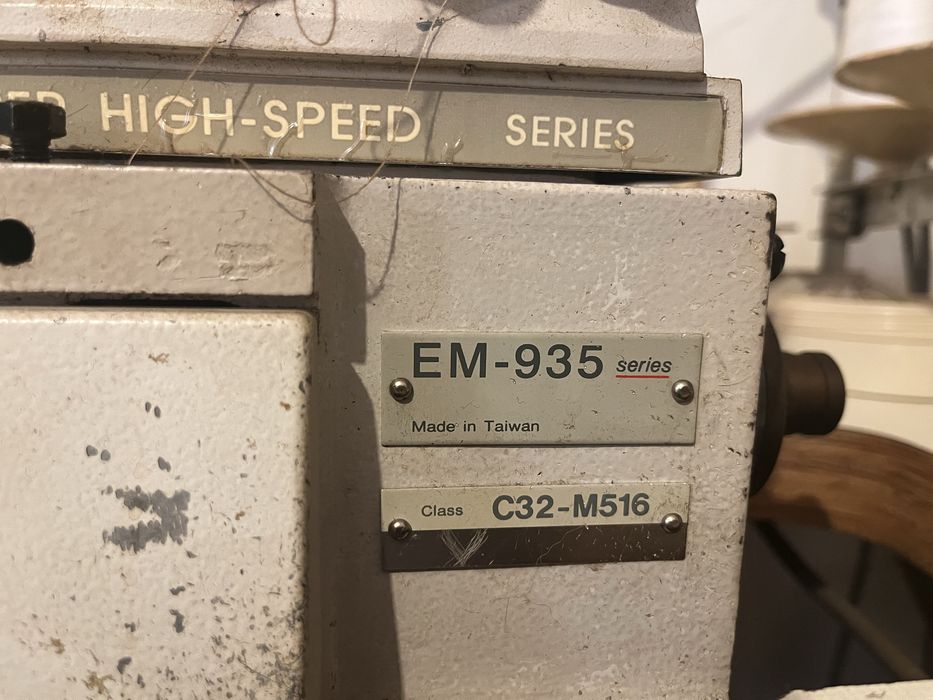 HIGH-SPEED SERIES
EM-935 series
Made in Taiwan
Class C32-M516